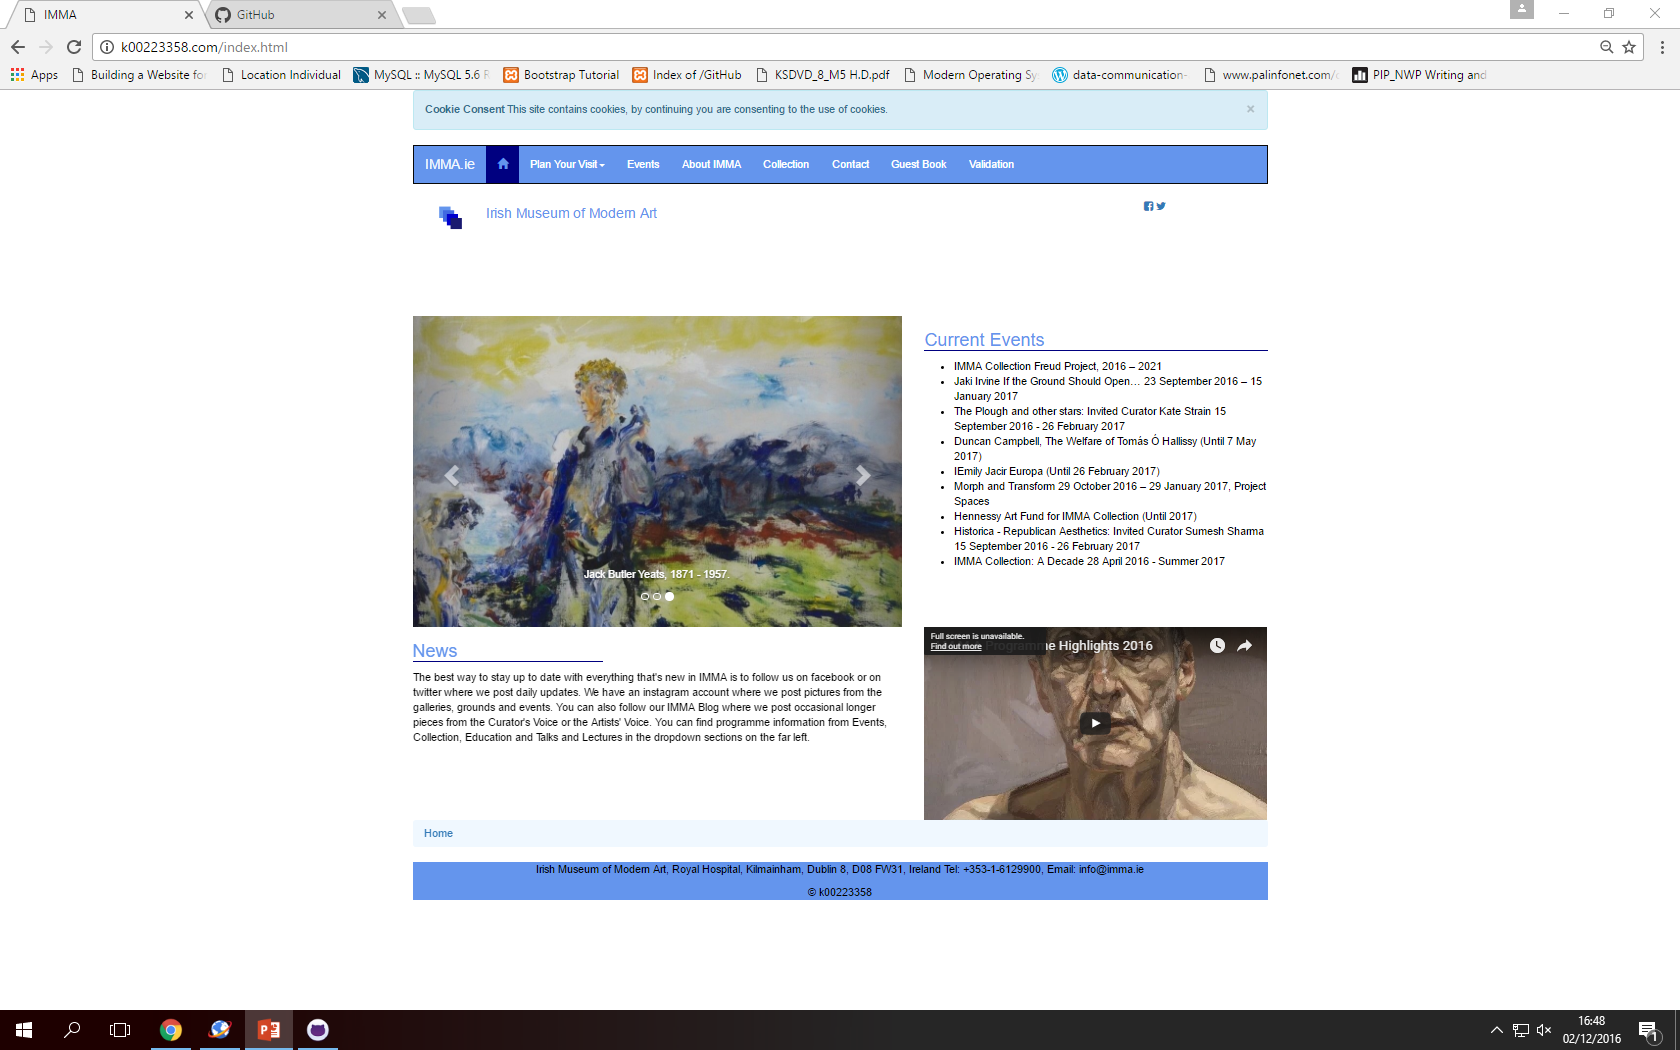 IMMA
GitHub
k00223358.com/index.html
Apps
Building a Website for
Location Individual
MySQL :: MySQL 5.6 R
Bootstrap Tutorial
Index of /GitHub
KSDVD_8_M5 H.D.pdf
Modern Operating Sy
data-communication-
www.palinfonet.com/
PIP_NWP Writing and
Cookie Consent This site contains cookies, by continuing you are consenting to the use of cookies.
×
IMMA.ie
Plan Your Visit
Events
About IMMA
Collection
Contact
Guest Book
Validation
Irish Museum of Modern Art
Jack Butler Yeats, 1871 - 1957.
Current Events
IMMA Collection Freud Project, 2016 – 2021
Jaki Irvine If the Ground Should Open… 23 September 2016 – 15
January 2017
The Plough and other stars: Invited Curator Kate Strain 15
September 2016 - 26 February 2017
Duncan Campbell, The Welfare of Tomás Ó Hallissy (Until 7 May
2017)
IEmily Jacir Europa (Until 26 February 2017)
Morph and Transform 29 October 2016 – 29 January 2017, Project
Spaces
Hennessy Art Fund for IMMA Collection (Until 2017)
Historica - Republican Aesthetics: Invited Curator Sumesh Sharma
15 September 2016 - 26 February 2017
IMMA Collection: A Decade 28 April 2016 - Summer 2017
News
The best way to stay up to date with everything that's new in IMMA is to follow us on facebook or on
twitter where we post daily updates. We have an instagram account where we post pictures from the
galleries, grounds and events. You can also follow our IMMA Blog where we post occasional longer
pieces from the Curator's Voice or the Artists' Voice. You can find programme information from Events,
Collection, Education and Talks and Lectures in the dropdown sections on the far left.
Full screen is unavailable.
Find out more
Programme Highlights 2016
Home
Irish Museum of Modern Art, Royal Hospital, Kilmainham, Dublin 8, D08 FW31, Ireland Tel: +353-1-6129900, Email: info@imma.ie
© k00223358
16:48
02/12/2016
1